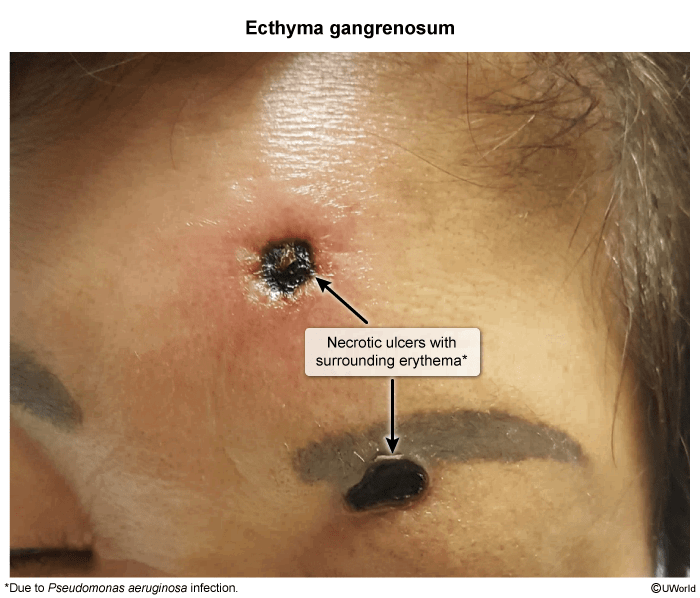 Ecthyma gangrenosum
Necrotic ulcers with
surrounding erythema*
*Due to Pseudomonas aeruginosa infection.
©UWorld